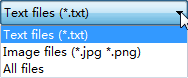 Text files (*.txt)
Text files (*.txt)
Image files (*.jpg *.png)
All files